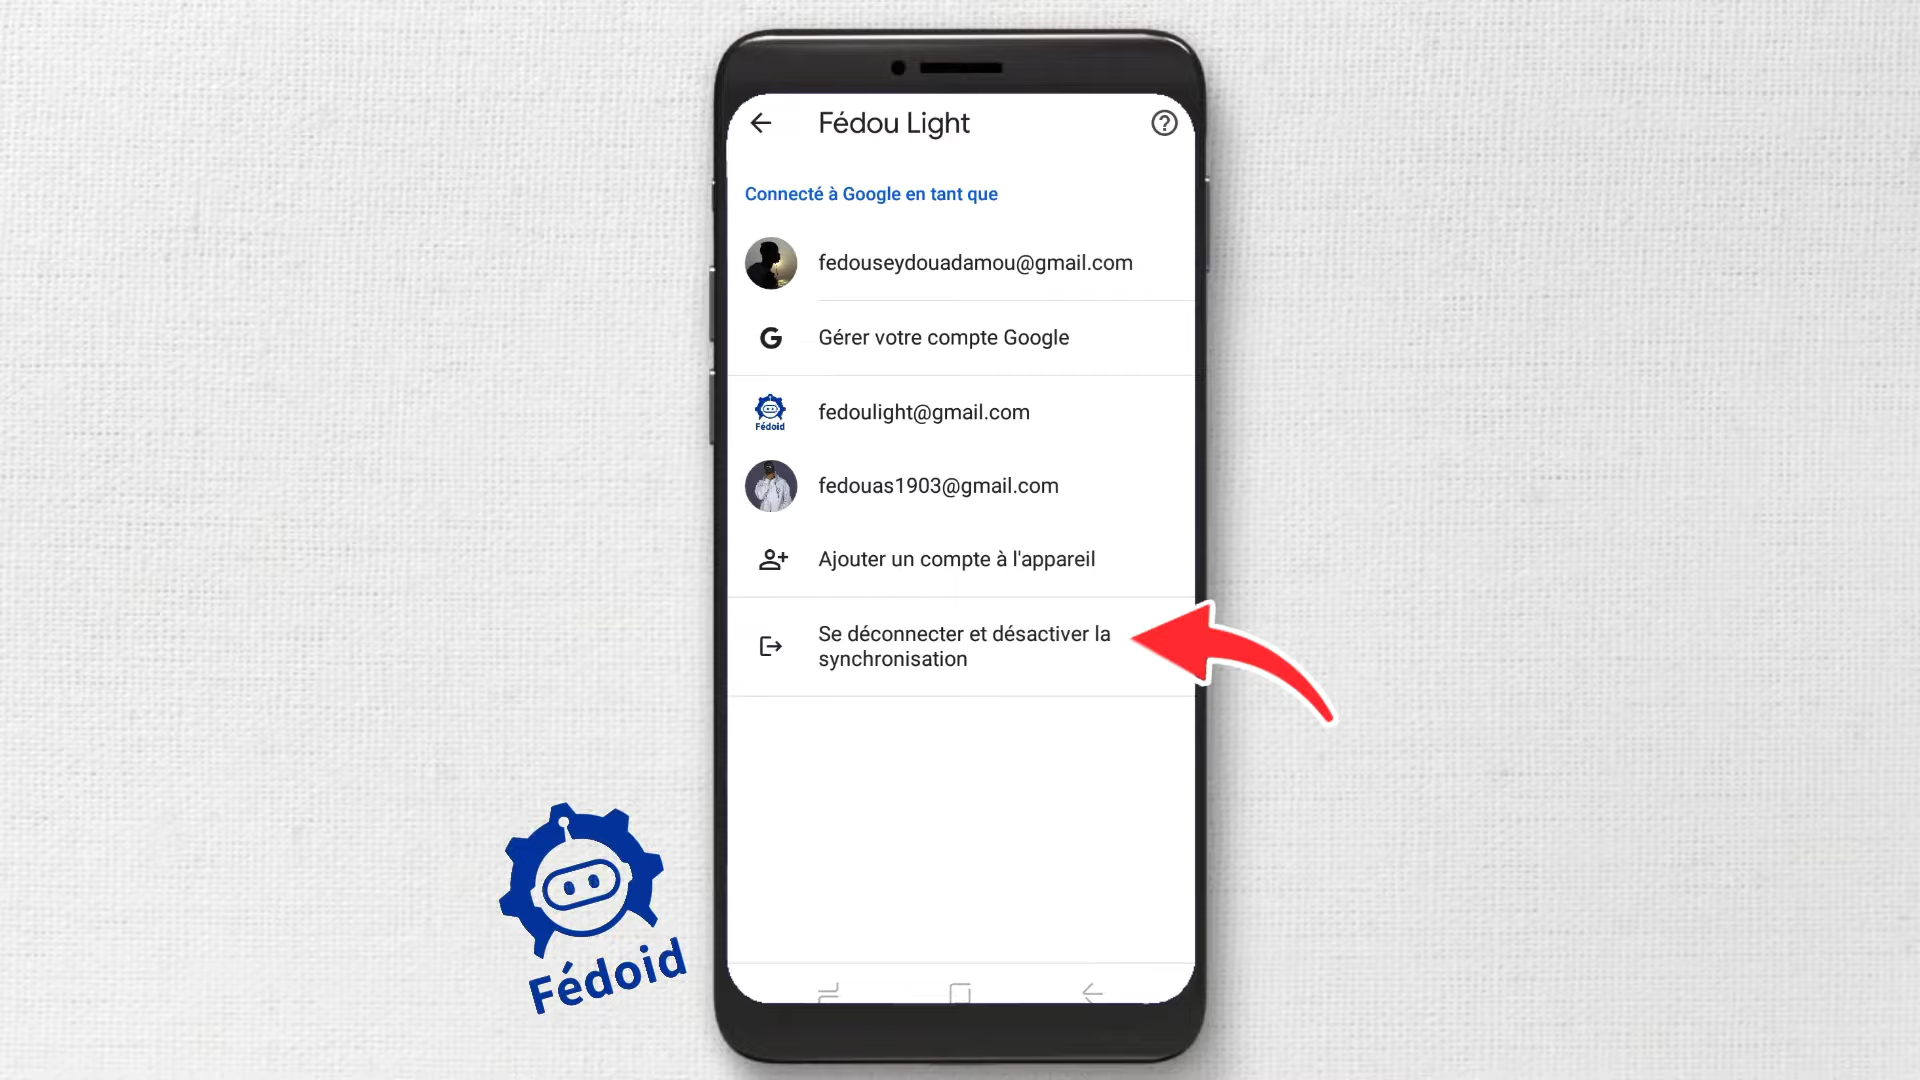 Fédou Light
Connecté à Google en tant que
fedouseydouadamou@gmail.com
Gérer votre compte Google
Fédoid
fedoulight@gmail.com
fedouas1903@gmail.com
Ajouter un compte à l'appareil
Se déconnecter et désactiver la
synchronisation
Fédoid